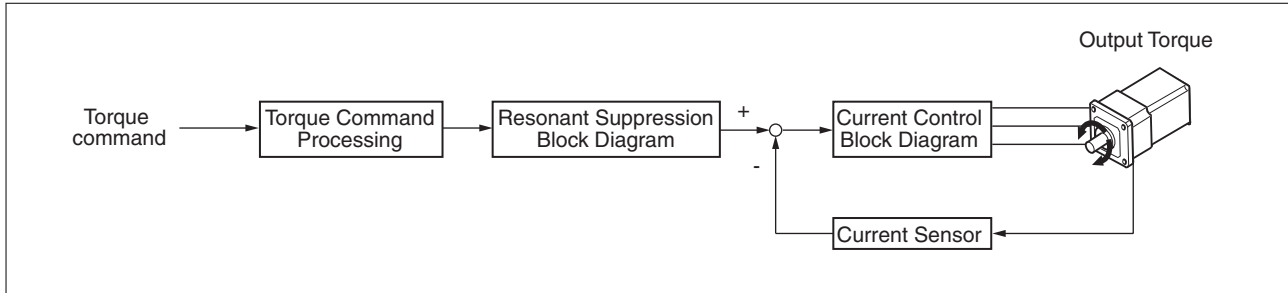 Output Torque
Torque
command
Torque Command
Processing
Resonant Suppression
Block Diagram
+
-
Current Control
Block Diagram
Current Sensor